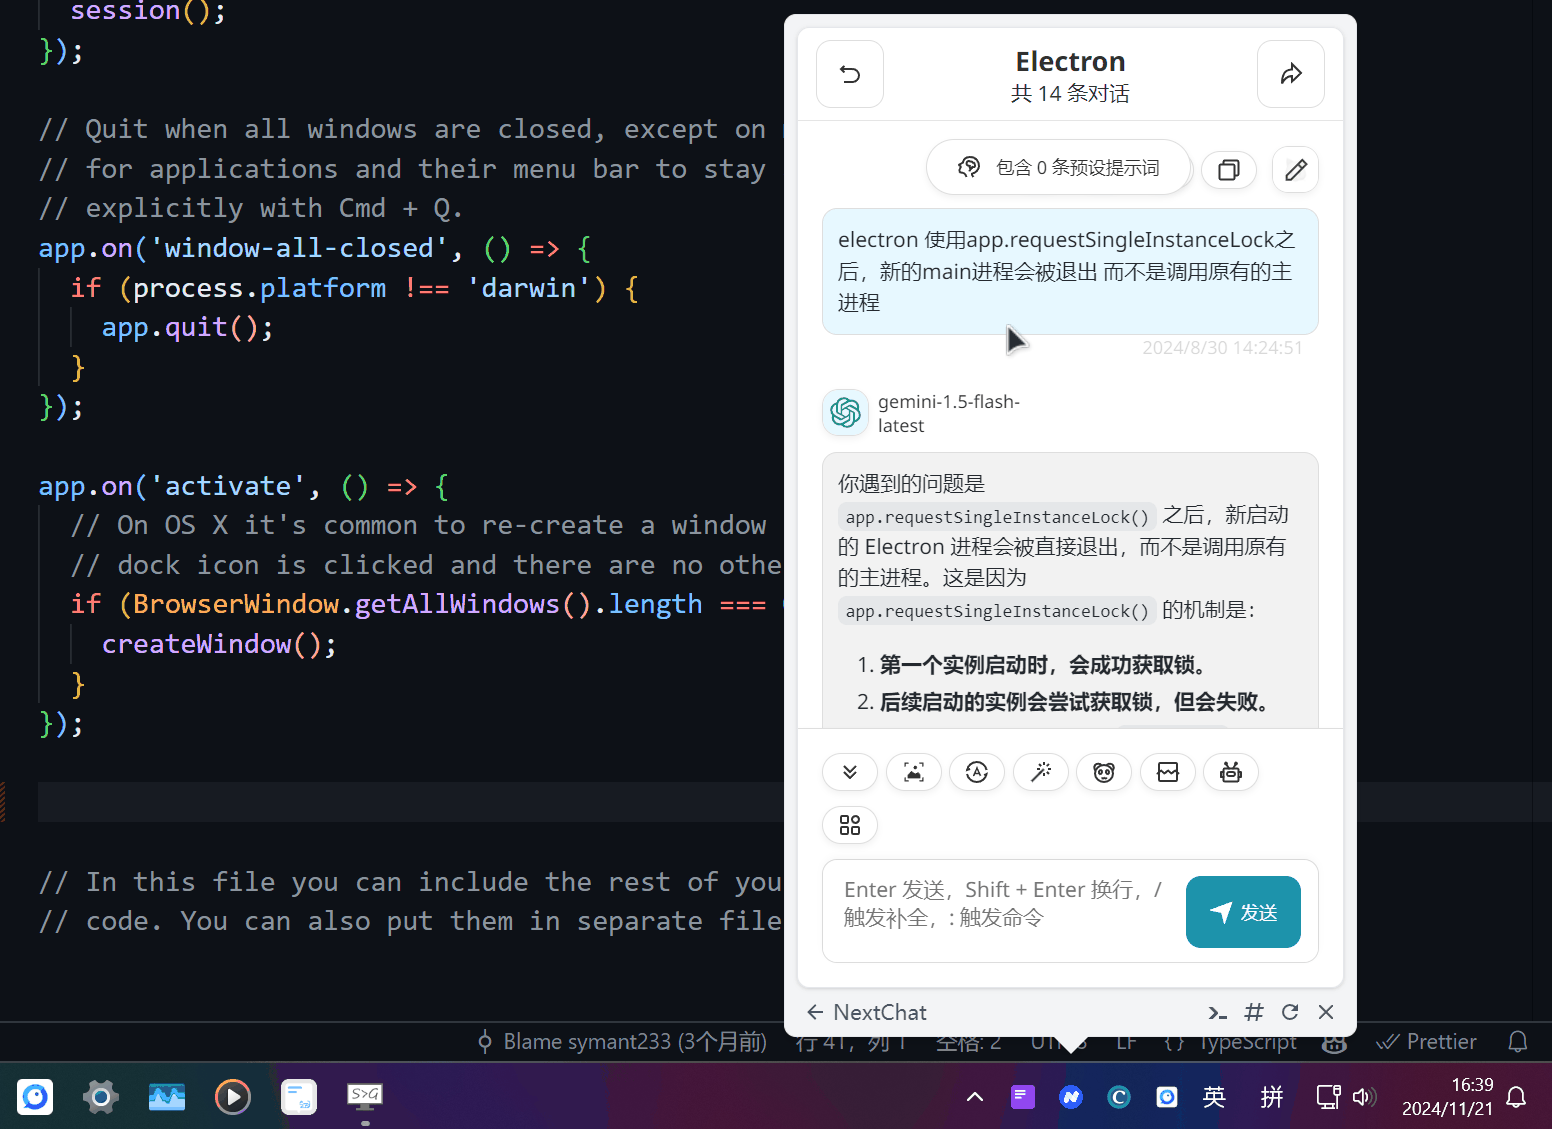 session();
});
// Quit when all windows are closed, except on
// for applications and their menu bar to stay
// explicitly with Cmd + Q.
app.on('window-all-closed', () => {
if (process.platform !== 'darwin') {
app.quit();
}
});
app.on('activate', () => {
// On OS X it's common to re-create a window
// dock icon is clicked and there are no othe
if (BrowserWindow.getAllWindows().length ===
createWindow();
}
});
// In this file you can include the rest of you
// code. You can also put them in separate file
Electron
共 14 条对话
包含 0 条预设提示词
electron 使用app.requestSingleInstanceLock之
后，新的main进程会被退出 而不是调用原有的主
进程
2024/8/30 14:24:51
gemini-1.5-flash-
latest
你遇到的问题是
app.requestSingleInstanceLock() 之后，新启动
的 Electron 进程会被直接退出，而不是调用原有
的主进程。这是因为
app.requestSingleInstanceLock() 的机制是：
1. 第一个实例启动时，会成功获取锁。
2. 后续启动的实例会尝试获取锁，但会失败。
Enter 发送，Shift + Enter 换行，/
触发补全，: 触发命令
发送
NextChat
Blame symant233 (3个月前)
行 41，列 1
空格: 2
LF
{ } TypeScript
Prettier
S>G
英
拼
16:39
2024/11/21